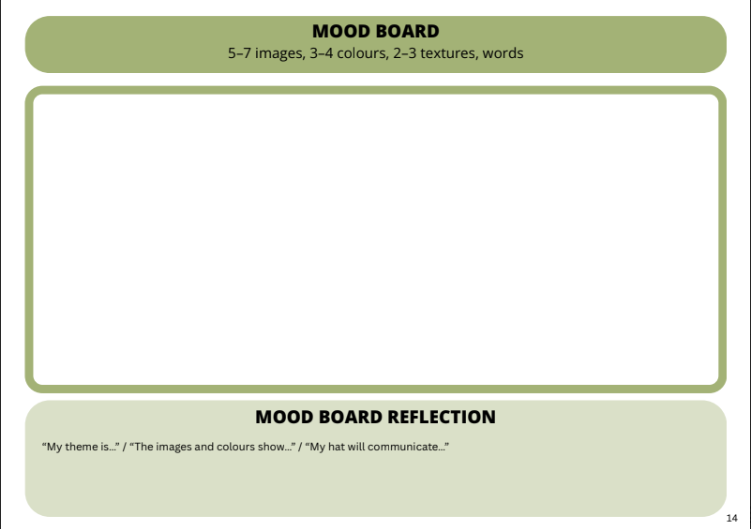 MOOD BOARD
5–7 images, 3–4 colours, 2–3 textures, words
MOOD BOARD REFLECTION
“My theme is…” / “The images and colours show…” / “My hat will communicate…”
14